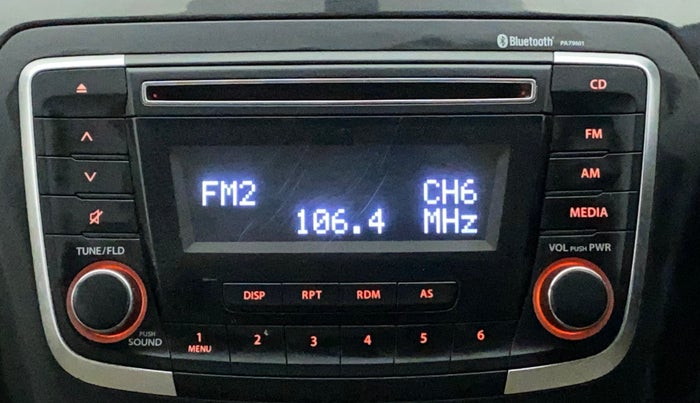 Bluetooth PA79601
CD
FM
AM
MEDIA
FM2 CH6
106.4 MHz
TUNE/FLD
VOL PUSH PWR
DISP RPT RDM AS
PUSH
SOUND
1 2 3 4 5 6
MENU